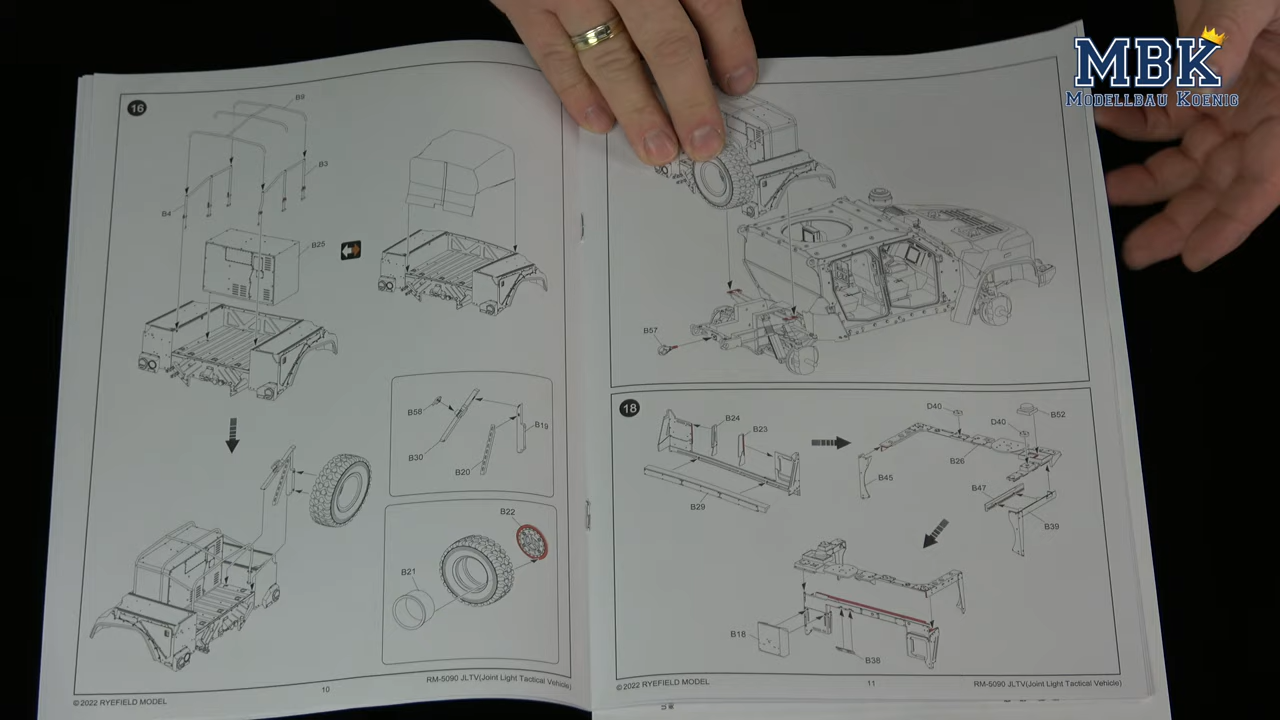 MBK
MODELLBAU KOENIG
16
B9
B3
B4
B25
B58
B19
B30
B20
B22
B21
©2022 RYEFIELD MODEL
10
RM-5090 JLTV(Joint Light Tactical Vehicle)
B57
18
B24
B23
B29
D40
B52
D40
B26
B45
B47
B39
B18
B38
©2022 RYEFIELD MODEL
11
RM-5090 JLTV(Joint Light Tactical Vehicle)